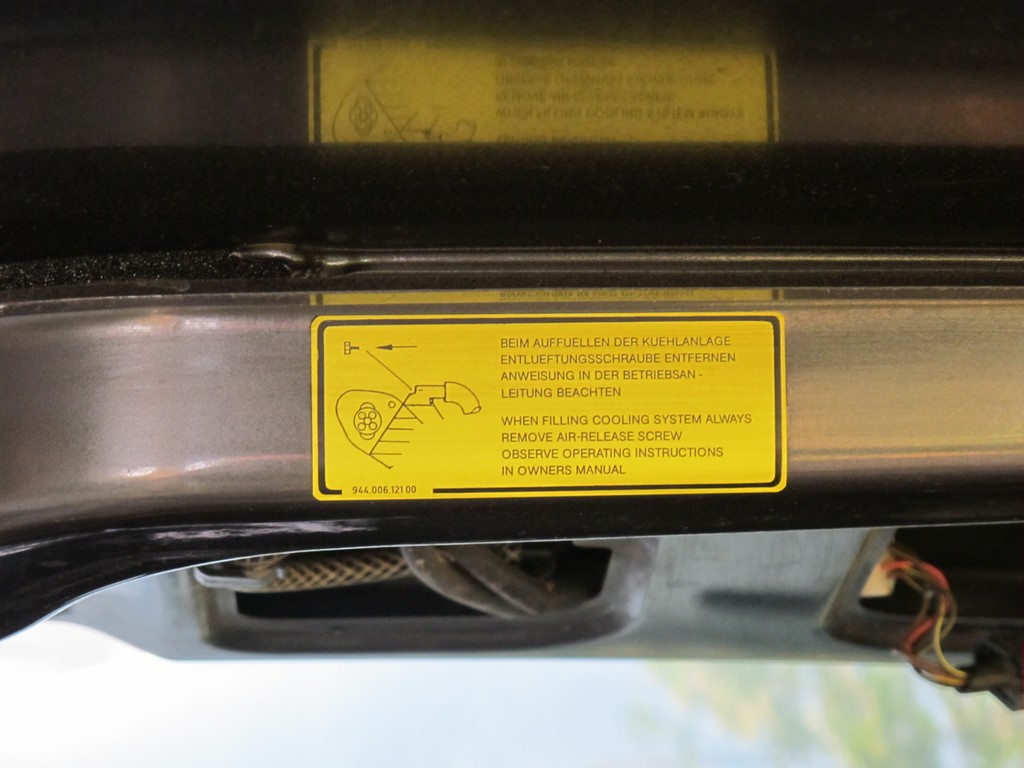 BEIM AUFFUELLEN DER KUEHLANLAGE
ENTLUEFTUNGSSCHRAUBE ENTFERNEN
ANWEISUNG IN DER BETRIEBSAN -
LEITUNG BEACHTEN
WHEN FILLING COOLING SYSTEM ALWAYS
REMOVE AIR-RELEASE SCREW
OBSERVE OPERATING INSTRUCTIONS
IN OWNERS MANUAL
944.006.121 00